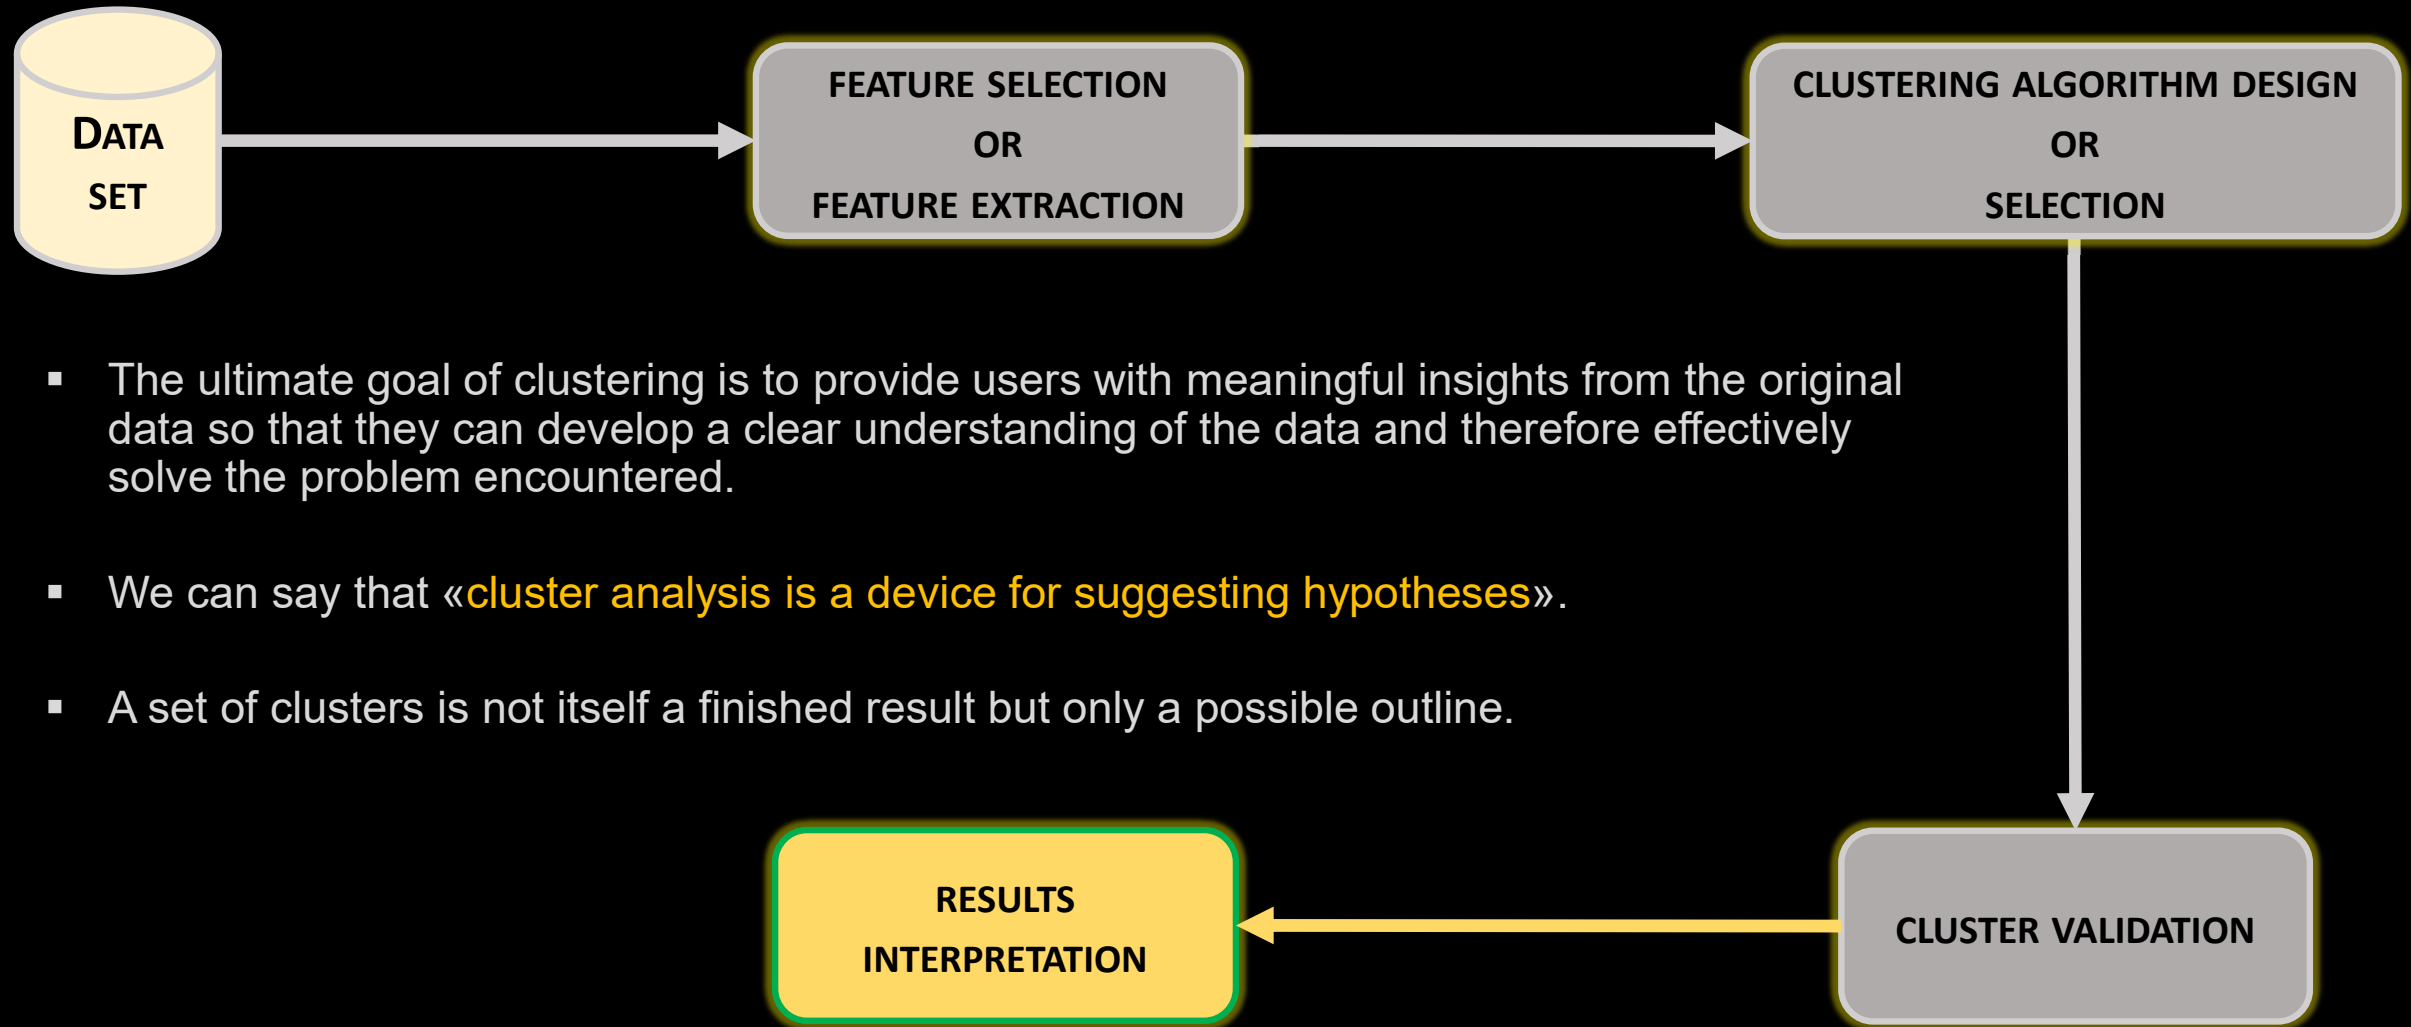 DATA
SET
FEATURE SELECTION
OR
FEATURE EXTRACTION
CLUSTERING ALGORITHM DESIGN
OR
SELECTION
▪ The ultimate goal of clustering is to provide users with meaningful insights from the original
data so that they can develop a clear understanding of the data and therefore effectively
solve the problem encountered.
▪ We can say that «cluster analysis is a device for suggesting hypotheses».
▪ A set of clusters is not itself a finished result but only a possible outline.
RESULTS
INTERPRETATION
CLUSTER VALIDATION